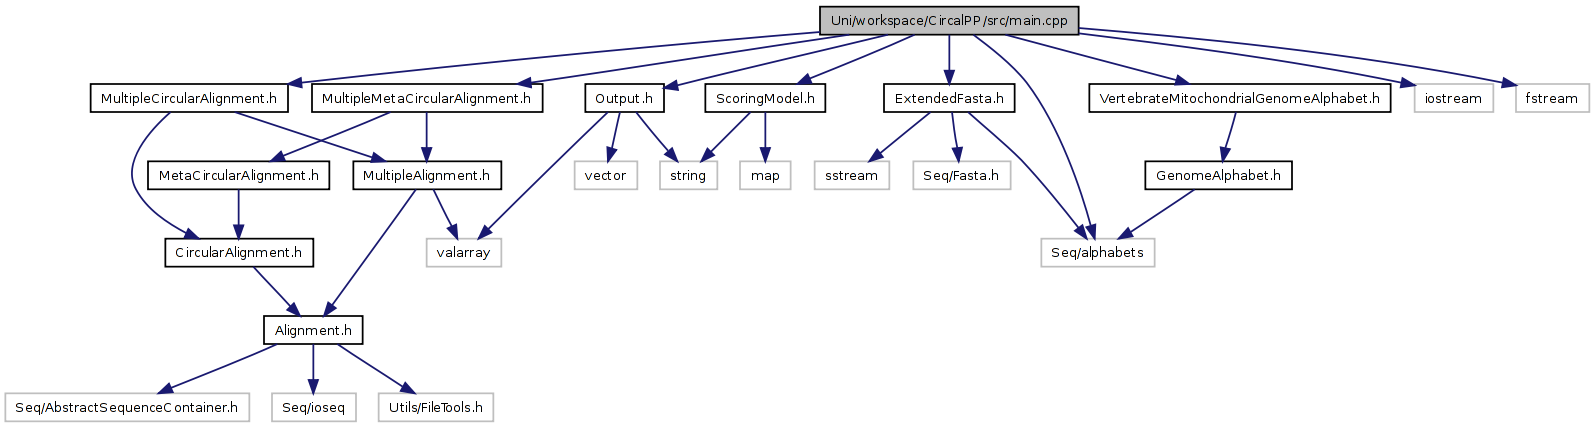 Uni/workspace/CircalPP/src/main.cpp
MultipleCircularAlignment.h
MultipleMetaCircularAlignment.h
Output.h
ScoringModel.h
ExtendedFasta.h
VertebrateMitochondrialGenomeAlphabet.h
iostream
fstream
MetaCircularAlignment.h
MultipleAlignment.h
vector
string
map
sstream
Seq/Fasta.h
GenomeAlphabet.h
CircularAlignment.h
valarray
Seq/alphabets
Alignment.h
Seq/AbstractSequenceContainer.h
Seq/ioseq
Utils/FileTools.h